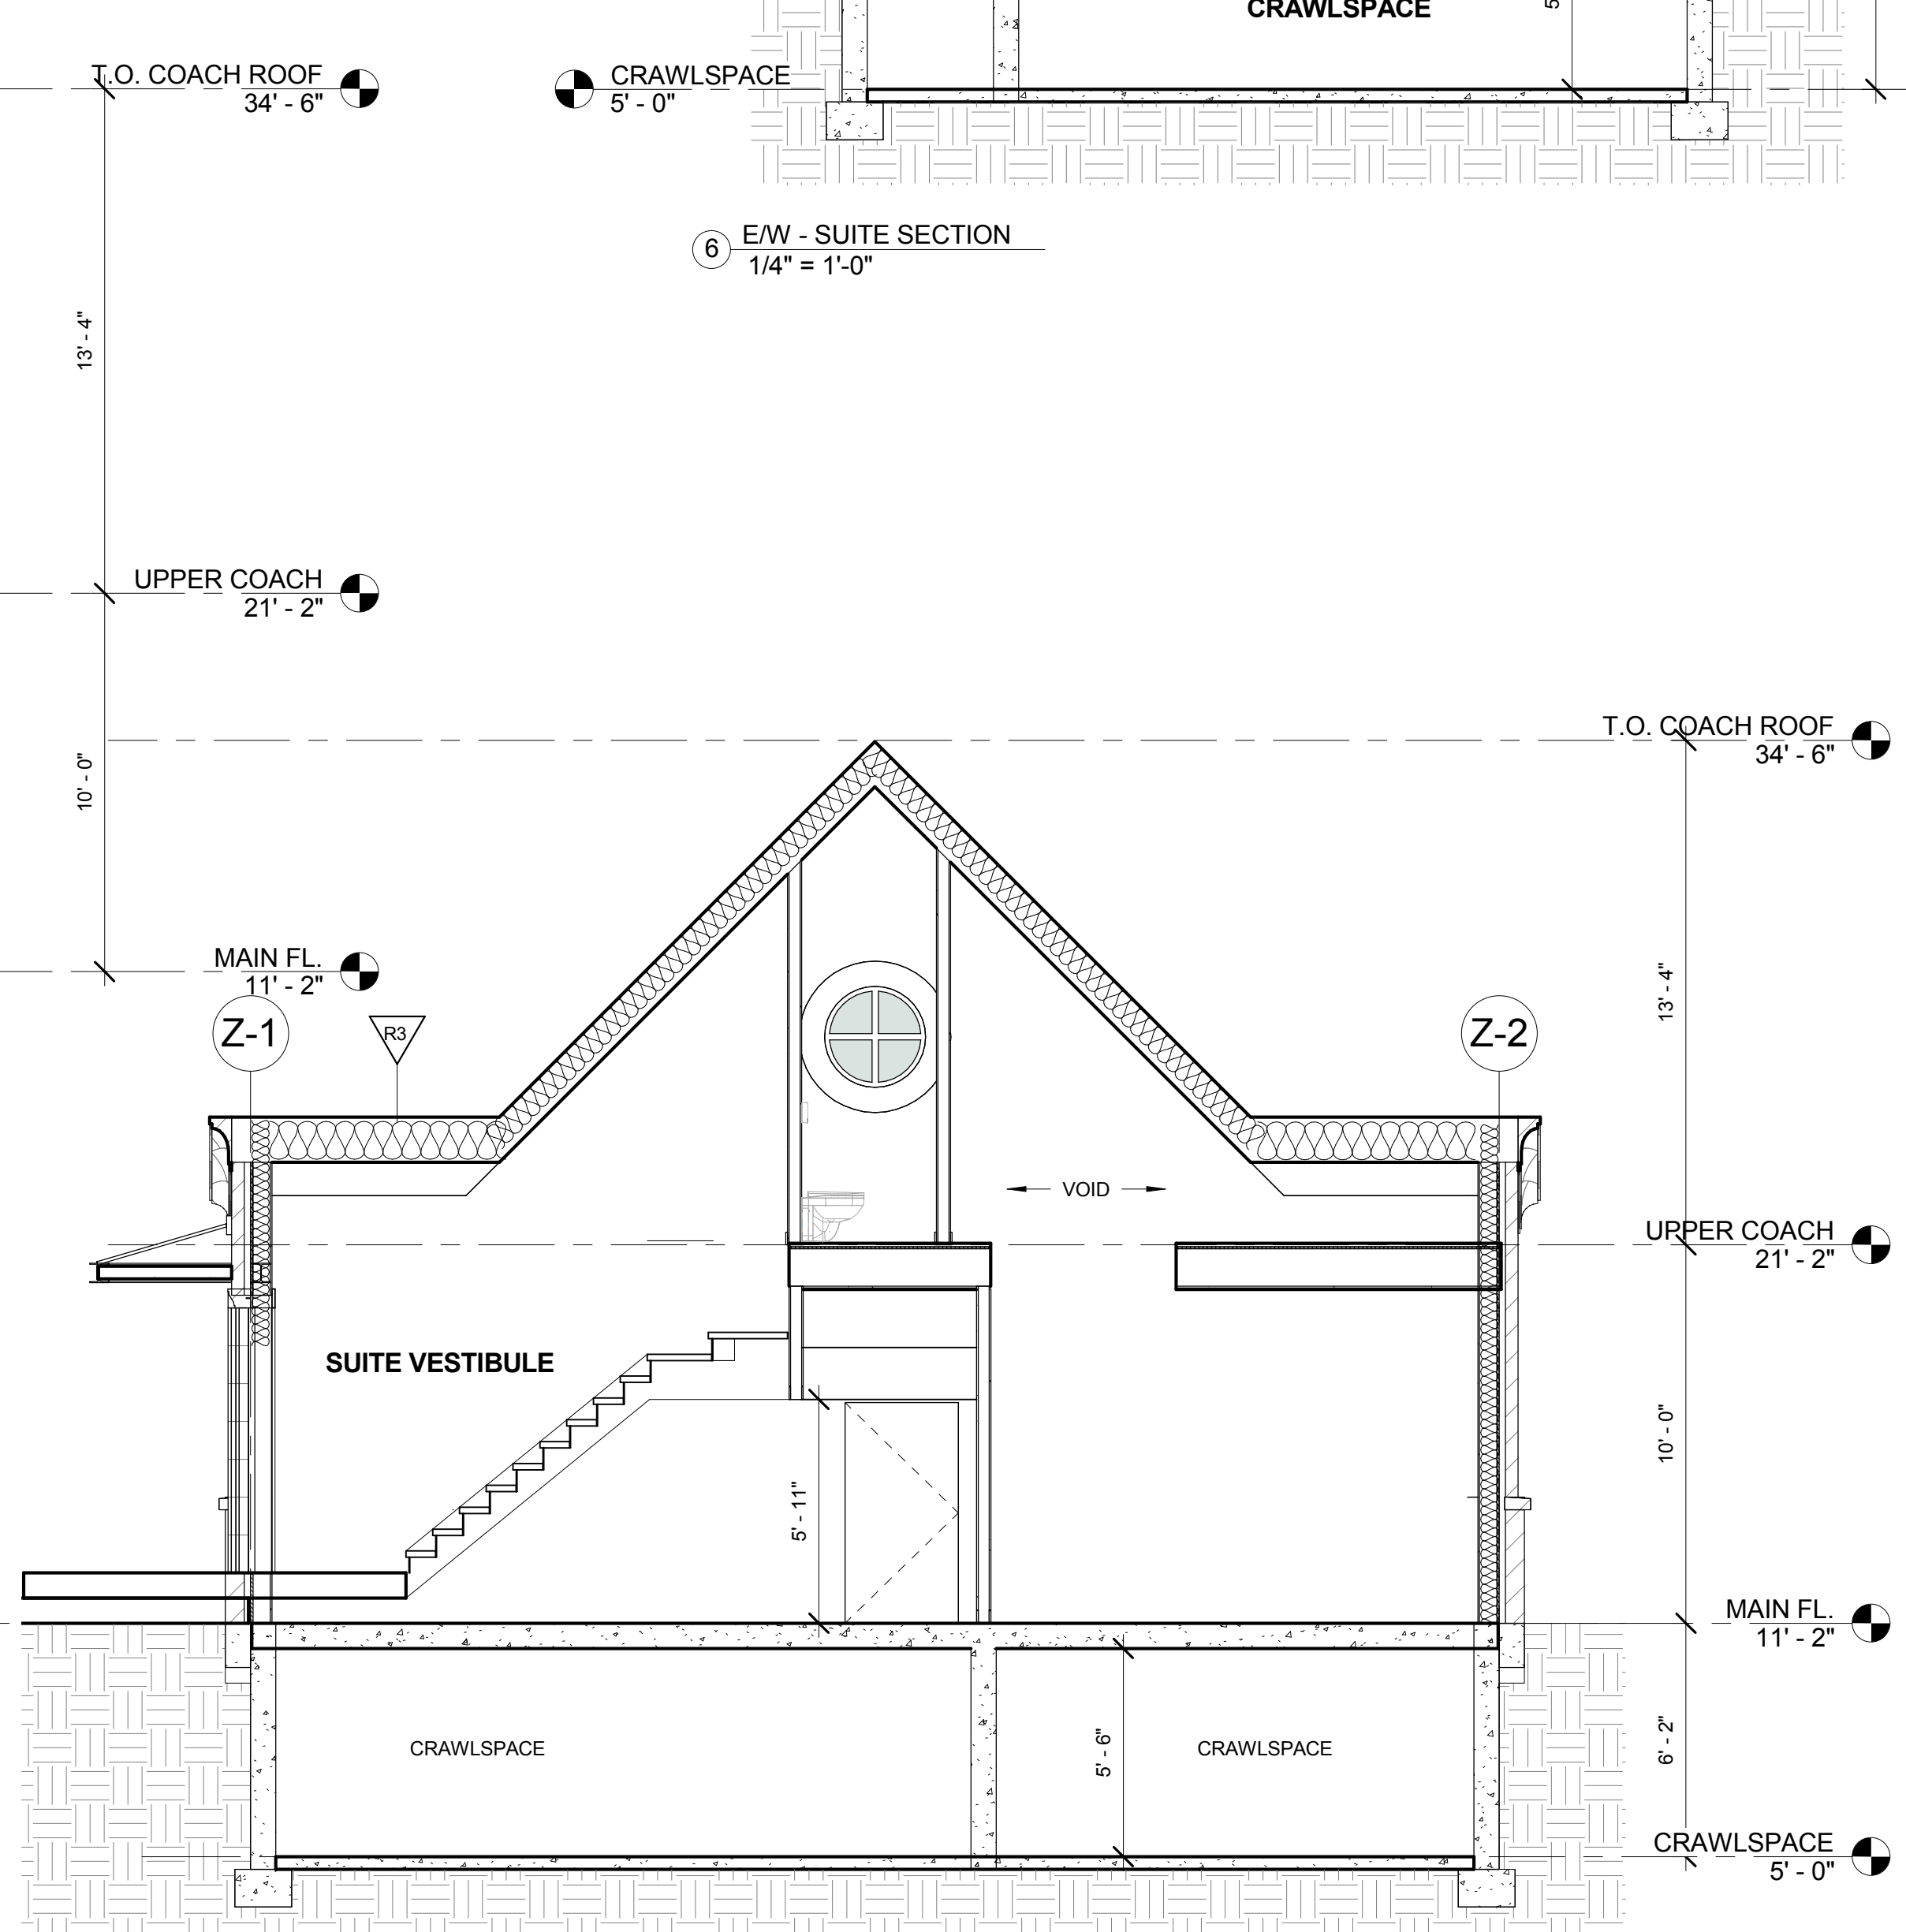 CRAWLSPACE
5
T.O. COACH ROOF
34' - 6"
CRAWLSPACE
5' - 0"
6
E/W - SUITE SECTION
1/4" = 1'-0"
13' - 4"
UPPER COACH
21' - 2"
10' - 0"
T.O. COACH ROOF
34' - 6"
MAIN FL.
11' - 2"
13' - 4"
Z-1
R3
Z-2
VOID
UPPER COACH
21' - 2"
SUITE VESTIBULE
10' - 0"
5' - 11"
MAIN FL.
11' - 2"
CRAWLSPACE
5' - 6"
CRAWLSPACE
6' - 2"
CRAWLSPACE
5' - 0"